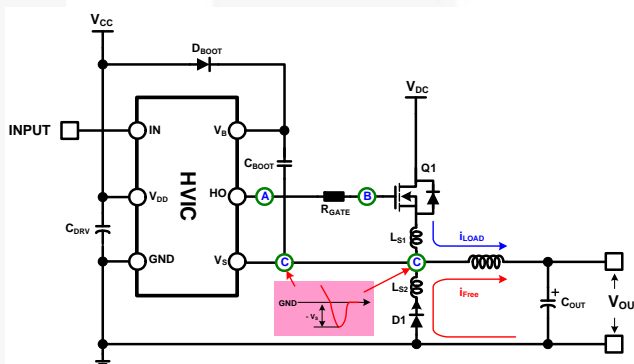 VCC
DBOOT
VDC
INPUT
IN
VB
Q1
CBOOT
HVIC
HO
A
B
VDD
RGATE
CDRV
LS1
iLOAD
GND
VS
C
C
LS2
GND
iFree
- VS
D1
COUT
+
VOU